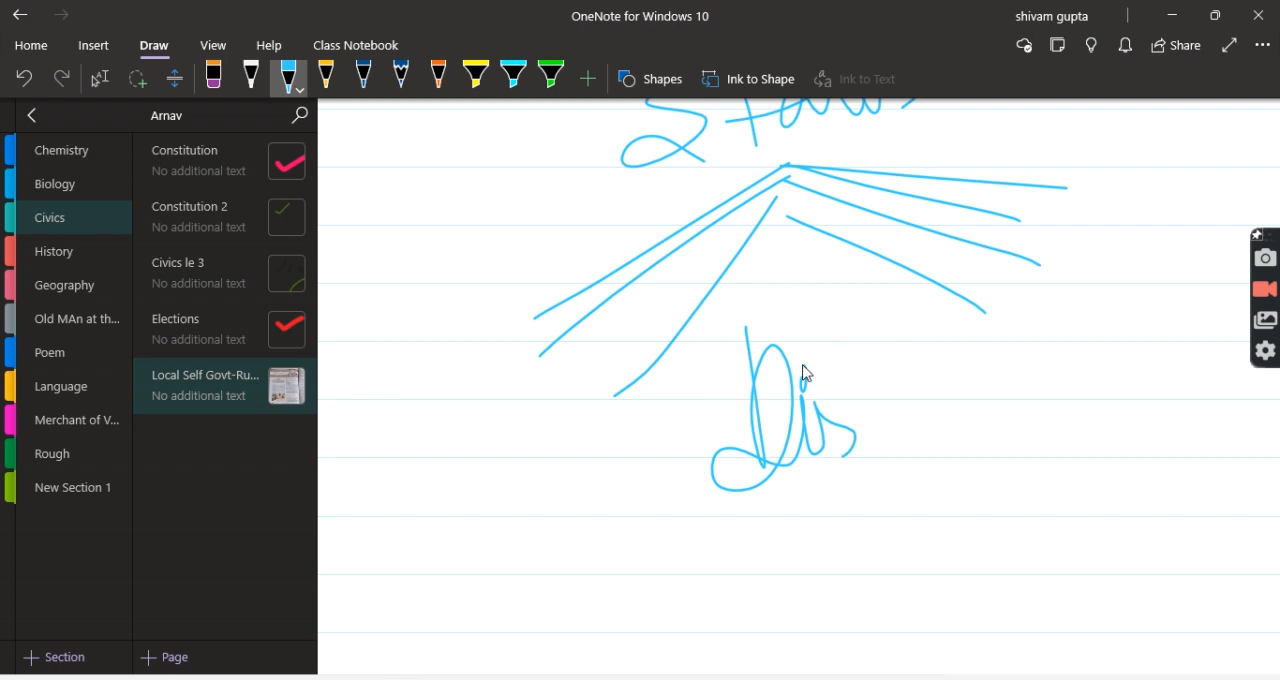 OneNote for Windows 10
shivam gupta
Home Insert Draw View Help Class Notebook
Share
Shapes Ink to Shape Ink to Text
Arnav
Chemistry
Biology
Civics
History
Geography
Old MAn at th...
Poem
Language
Merchant of V...
Rough
New Section 1
Constitution
No additional text
Constitution 2
No additional text
Civics le 3
No additional text
Elections
No additional text
Local Self Govt-Ru...
No additional text
Dis
Section
Page